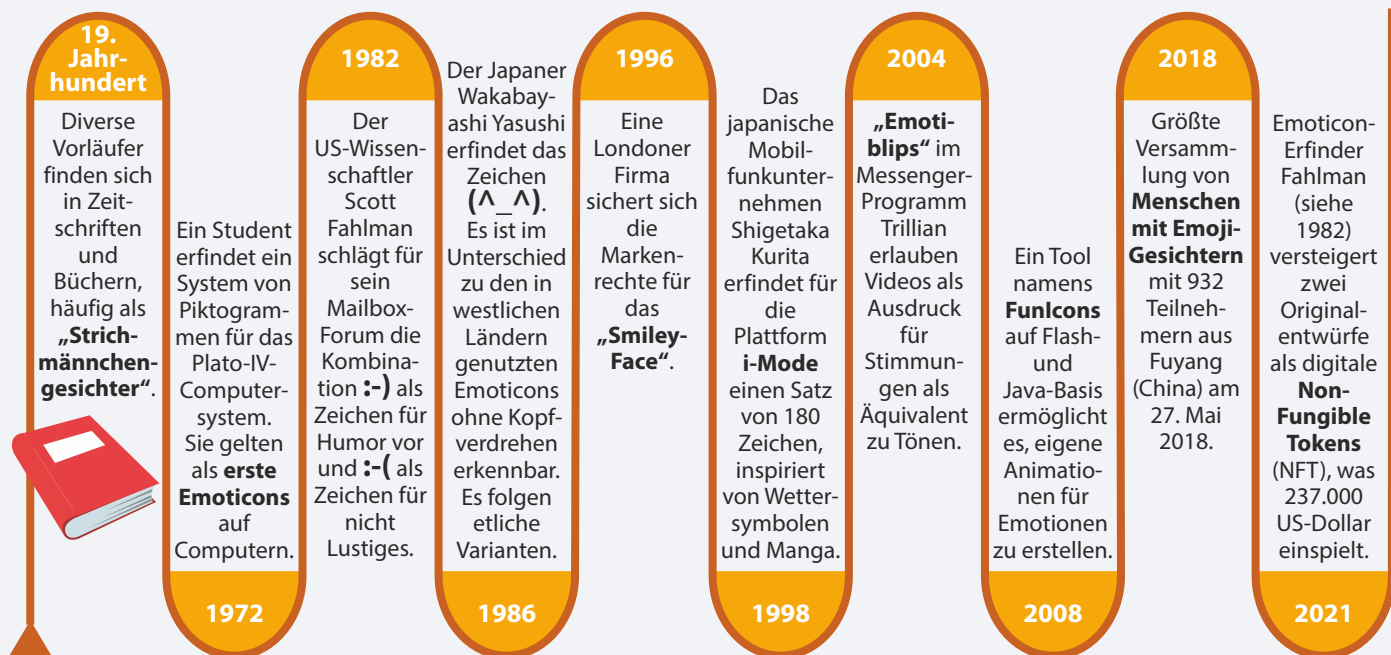 19.
Jahr-
hundert
Diverse
Vorläufer
finden sich
in Zeit-
schriften
und
Büchern,
häufig als
„Strich-
männchen-
gesichter“.
Ein Student
erfindet ein
System von
Piktogram-
men für das
Plato-IV-
Computer-
system.
Sie gelten
als erste
Emoticons
auf
Computern.
1972
1982
Der
US-Wissen-
schaftler
Scott
Fahlman
schlägt für
sein
Mailbox-
Forum die
Kombina-
tion :-) als
Zeichen für
Humor vor
und :-( als
Zeichen für
nicht
Lustiges.
Der Japaner
Wakabay-
ashi Yasushi
erfindet das
Zeichen
(^_^).
Es ist im
Unterschied
zu den in
westlichen
Ländern
genutzten
Emoticons
ohne Kopf-
verdrehen
erkennbar.
Es folgen
etliche
Varianten.
1986
1996
Eine
Londoner
Firma
sichert sich
die
Marken-
rechte für
das
„Smiley-
Face“.
Das
japanische
Mobil-
funkunter-
nehmen
Shigetaka
Kurita
erfindet für
die
Plattform
i-Mode
einen Satz
von 180
Zeichen,
inspiriert
von Wetter-
symbolen
und Manga.
1998
2004
„Emoti-
blips“ im
Messenger-
Programm
Trillian
erlauben
Videos als
Ausdruck
für
Stimmun-
gen als
Äquivalent
zu Tönen.
Ein Tool
namens
FunIcons
auf Flash-
und
Java-Basis
ermöglicht
es, eigene
Animatio-
nen für
Emotionen
zu erstellen.
2008
2018
Größte
Versamm-
lung von
Menschen
mit Emoji-
Gesichtern
mit 932
Teilneh-
mern aus
Fuyang
(China) am
27. Mai
2018.
Emoticon-
Erfinder
Fahlman
(siehe
1982)
versteigert
zwei
Original-
entwürfe
als digitale
Non-
Fungible
Tokens
(NFT), was
237.000
US-Dollar
einspielt.
2021